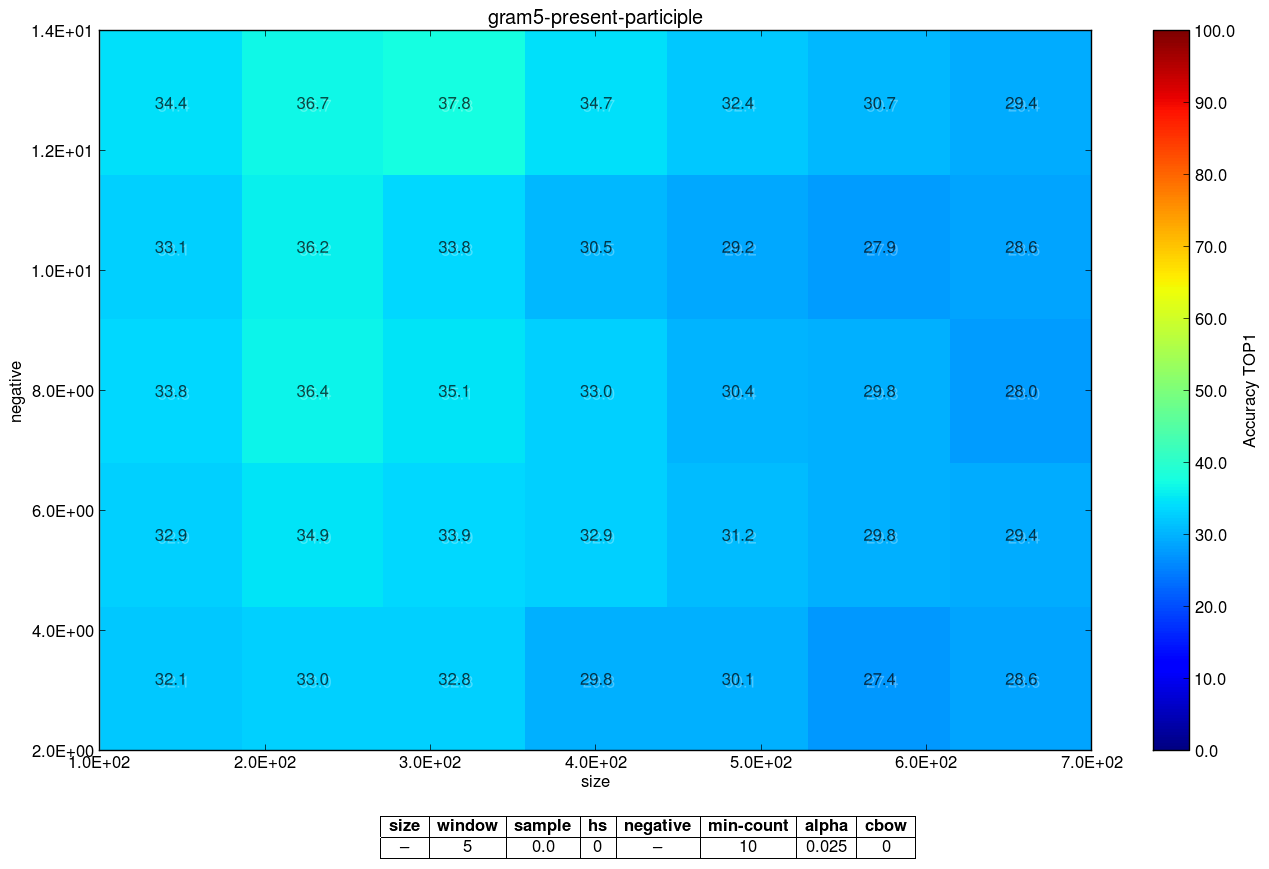 gram5-present-participle
1.4E+01
1.2E+01
1.0E+01
8.0E+00
6.0E+00
4.0E+00
2.0E+00
negative
34.4 36.7 37.8 34.7 32.4 30.7 29.4
33.1 36.2 33.8 30.5 29.2 27.9 28.6
33.8 36.4 35.1 33.0 30.4 29.8 28.0
32.9 34.9 33.9 32.9 31.2 29.8 29.4
32.1 33.0 32.8 29.8 30.1 27.4 28.6
1.0E+02 2.0E+02 3.0E+02 4.0E+02 5.0E+02 6.0E+02 7.0E+02
size
100.0
90.0
80.0
70.0
60.0
50.0
40.0
30.0
20.0
10.0
0.0
Accuracy TOP1
size window sample hs negative min-count alpha cbow
– 5 0.0 0 – 10 0.025 0